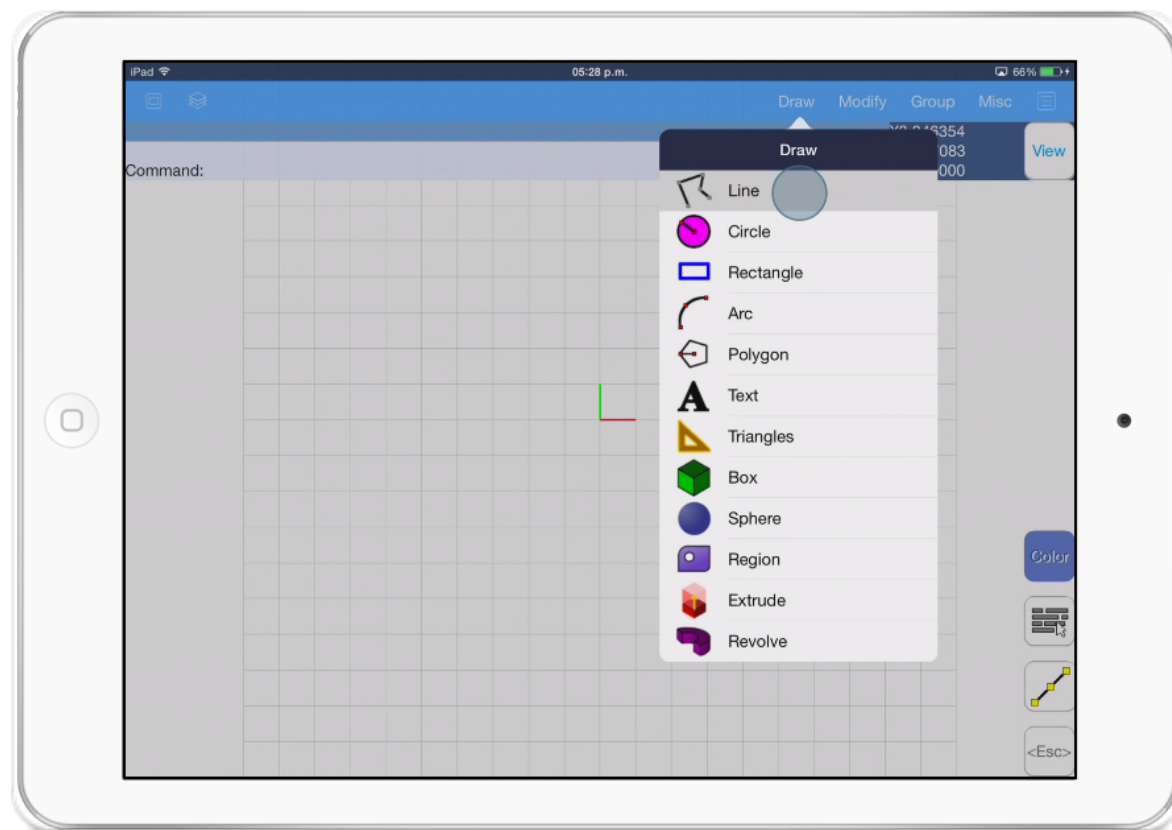 iPad 05:28 p.m. 66%
Draw Modify Group Misc
Draw
083
000
View
Command:
Line
Circle
Rectangle
Arc
Polygon
Text
Triangles
Box
Sphere
Region
Extrude
Revolve
Color
<Esc>